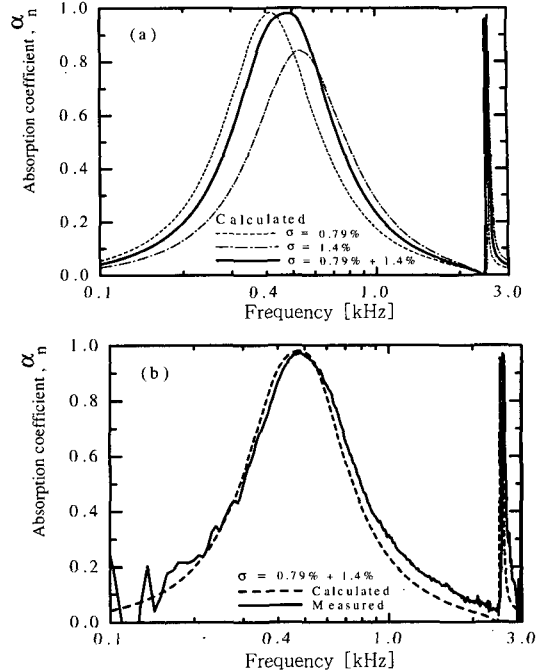 Absorption coefficient , αn
1.0
0.8
0.6
0.4
0.2
0.0
(a)
Calculated
σ = 0.79%
σ = 1.4%
σ = 0.79% + 1.4%
0.1 0.4 1.0 3.0
Frequency [kHz]
Absorption coefficient , αn
1.0
0.8
0.6
0.4
0.2
0.0
(b)
σ = 0.79% + 1.4%
Calculated
Measured
0.1 0.4 1.0 3.0
Frequency [kHz]